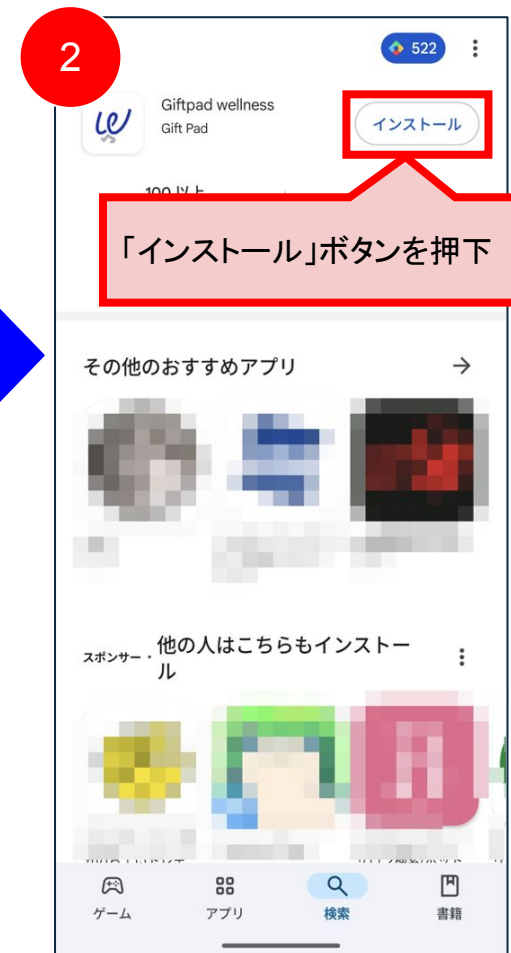 2
522
Giftpad wellness
Gift Pad
インストール
100 以上
「インストール」ボタンを押下
その他のおすすめアプリ
スポンサー・他の人はこちらもインストー
ル
ゲーム
アプリ
検索
書籍